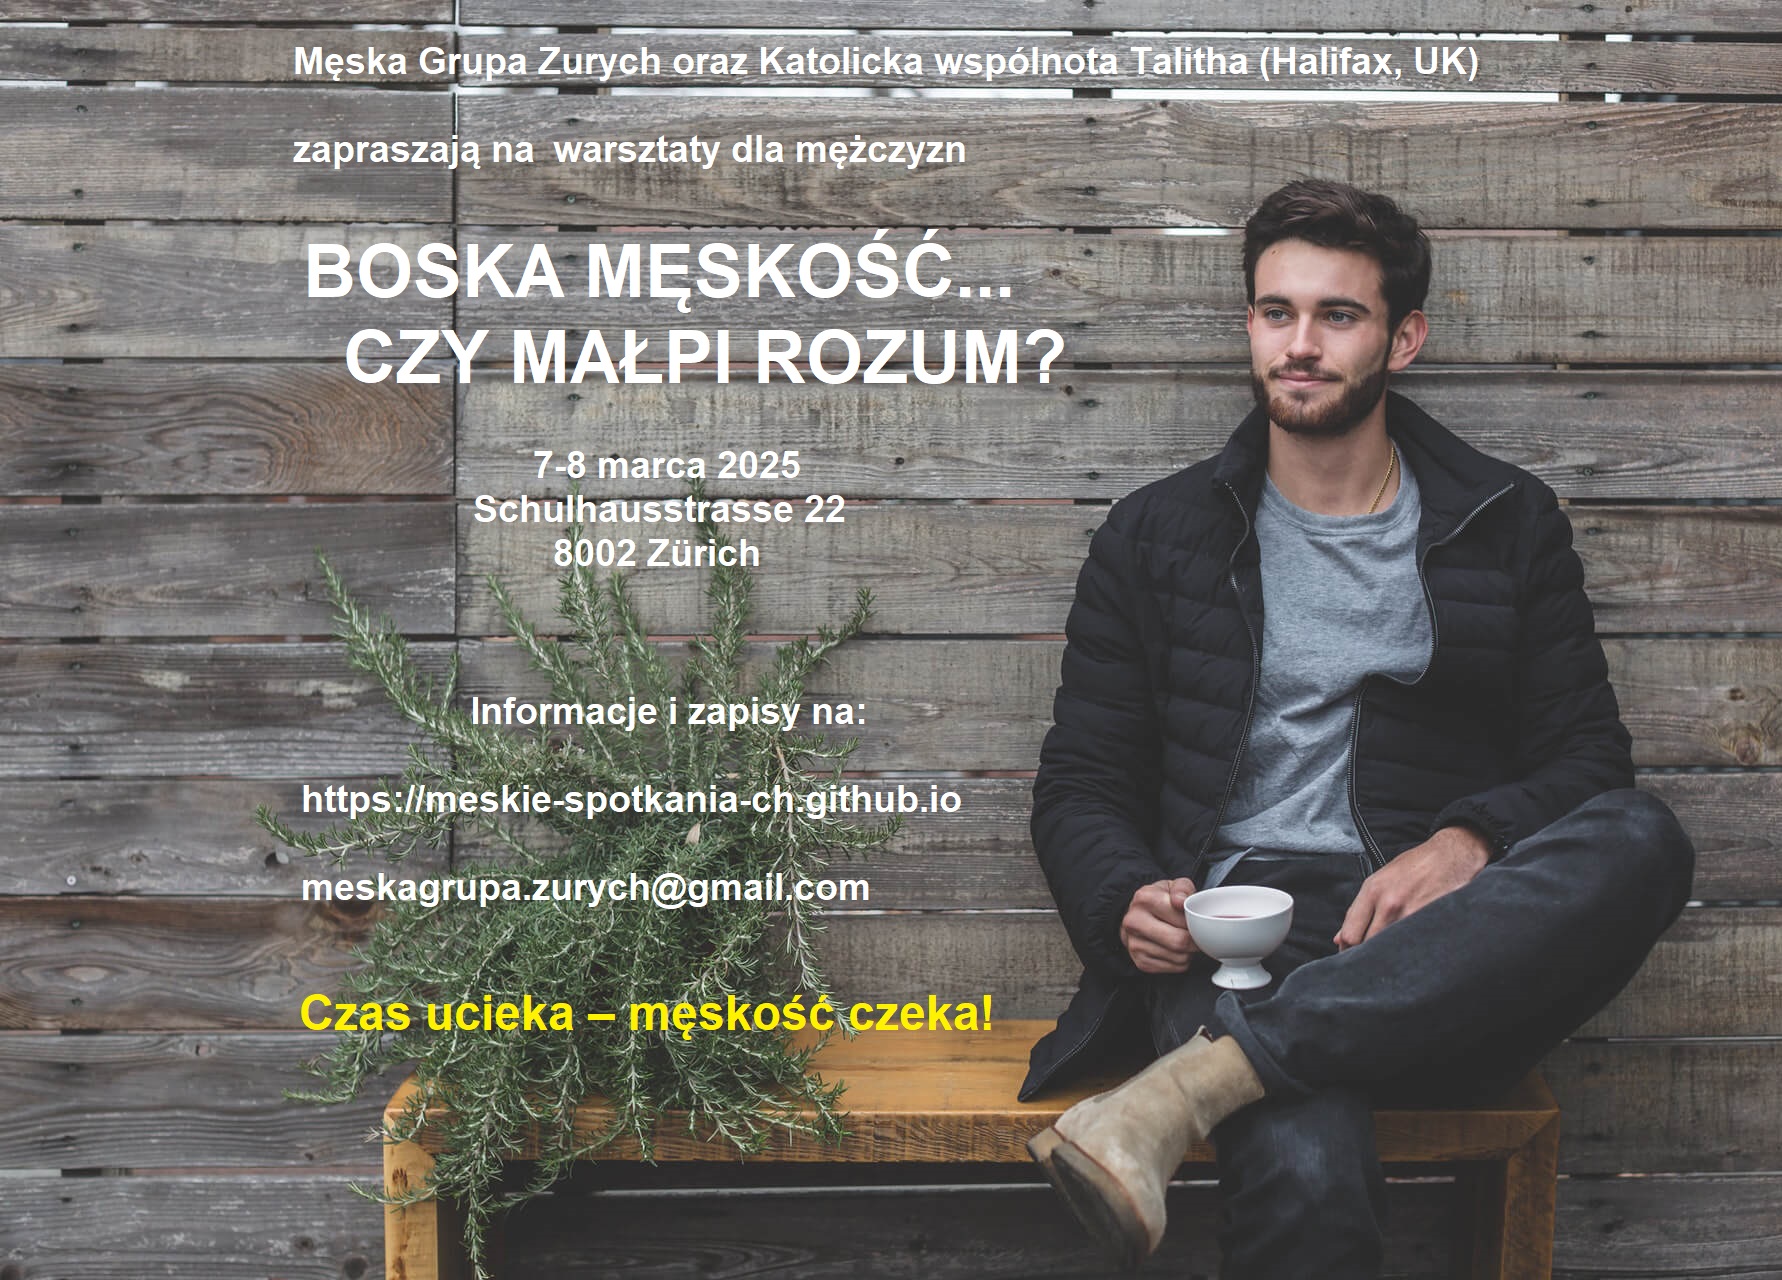 Męska Grupa Zurych oraz Katolicka wspólnota Talitha (Halifax, UK)
zapraszają na warsztaty dla mężczyzn
BOSKA MĘSKOŚĆ...
CZY MAŁPI ROZUM?
7-8 marca 2025
Schulhausstrasse 22
8002 Zürich
Informacje i zapisy na:
https://meskie-spotkania-ch.github.io
meskagrupa.zurych@gmail.com
Czas ucieka – męskość czeka!